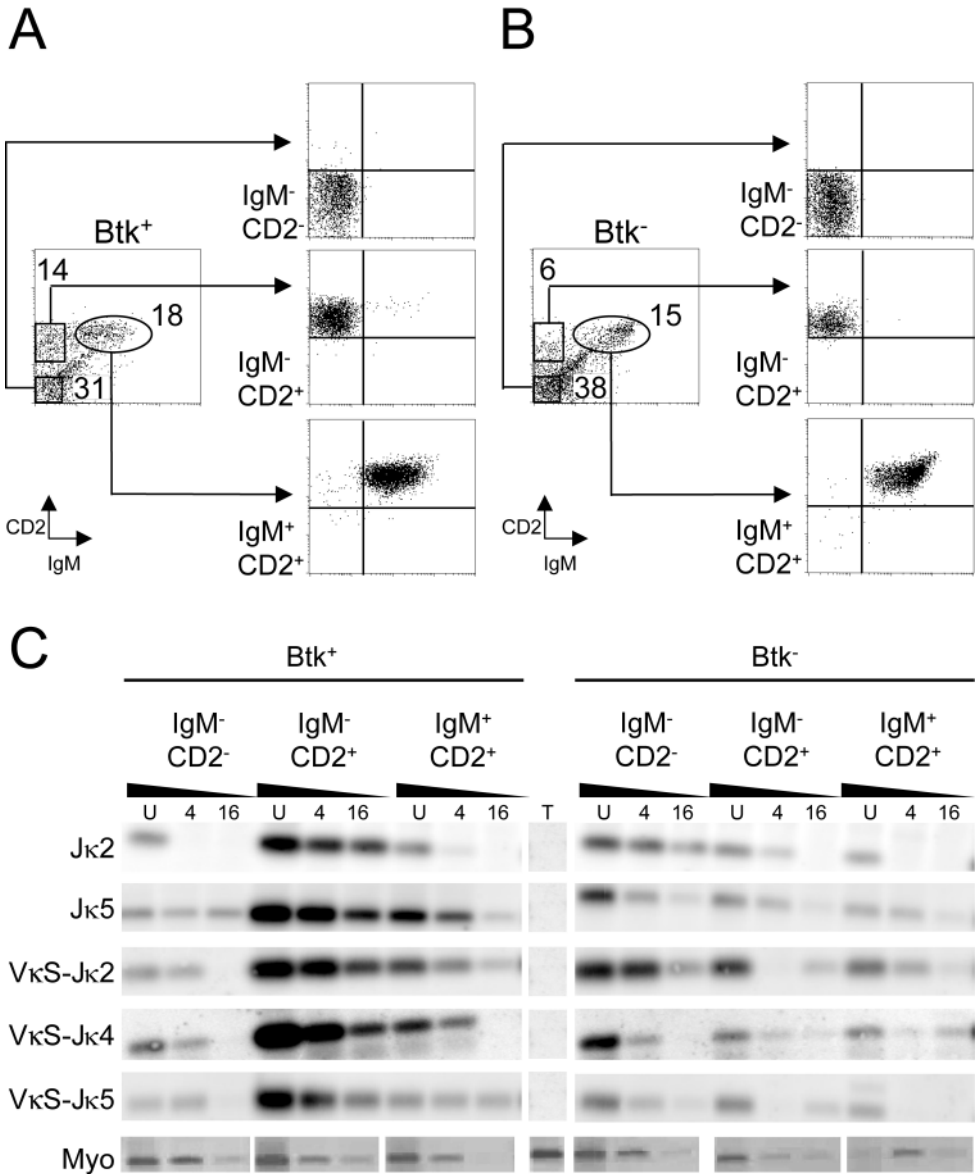 A
B
IgM-
CD2-
IgM-
CD2-
Btk+
Btk-
14
6
18
15
31
38
IgM-
CD2+
IgM-
CD2+
CD2
IgM
CD2
IgM
IgM+
CD2+
IgM+
CD2+
C
Btk+ Btk-
IgM- IgM- IgM+ IgM- IgM- IgM+
CD2- CD2+ CD2+ CD2- CD2+ CD2+
U 4 16 U 4 16 U 4 16 T U 4 16 U 4 16 U 4 16
Jκ2
Jκ5
VκS-Jκ2
VκS-Jκ4
VκS-Jκ5
Myo